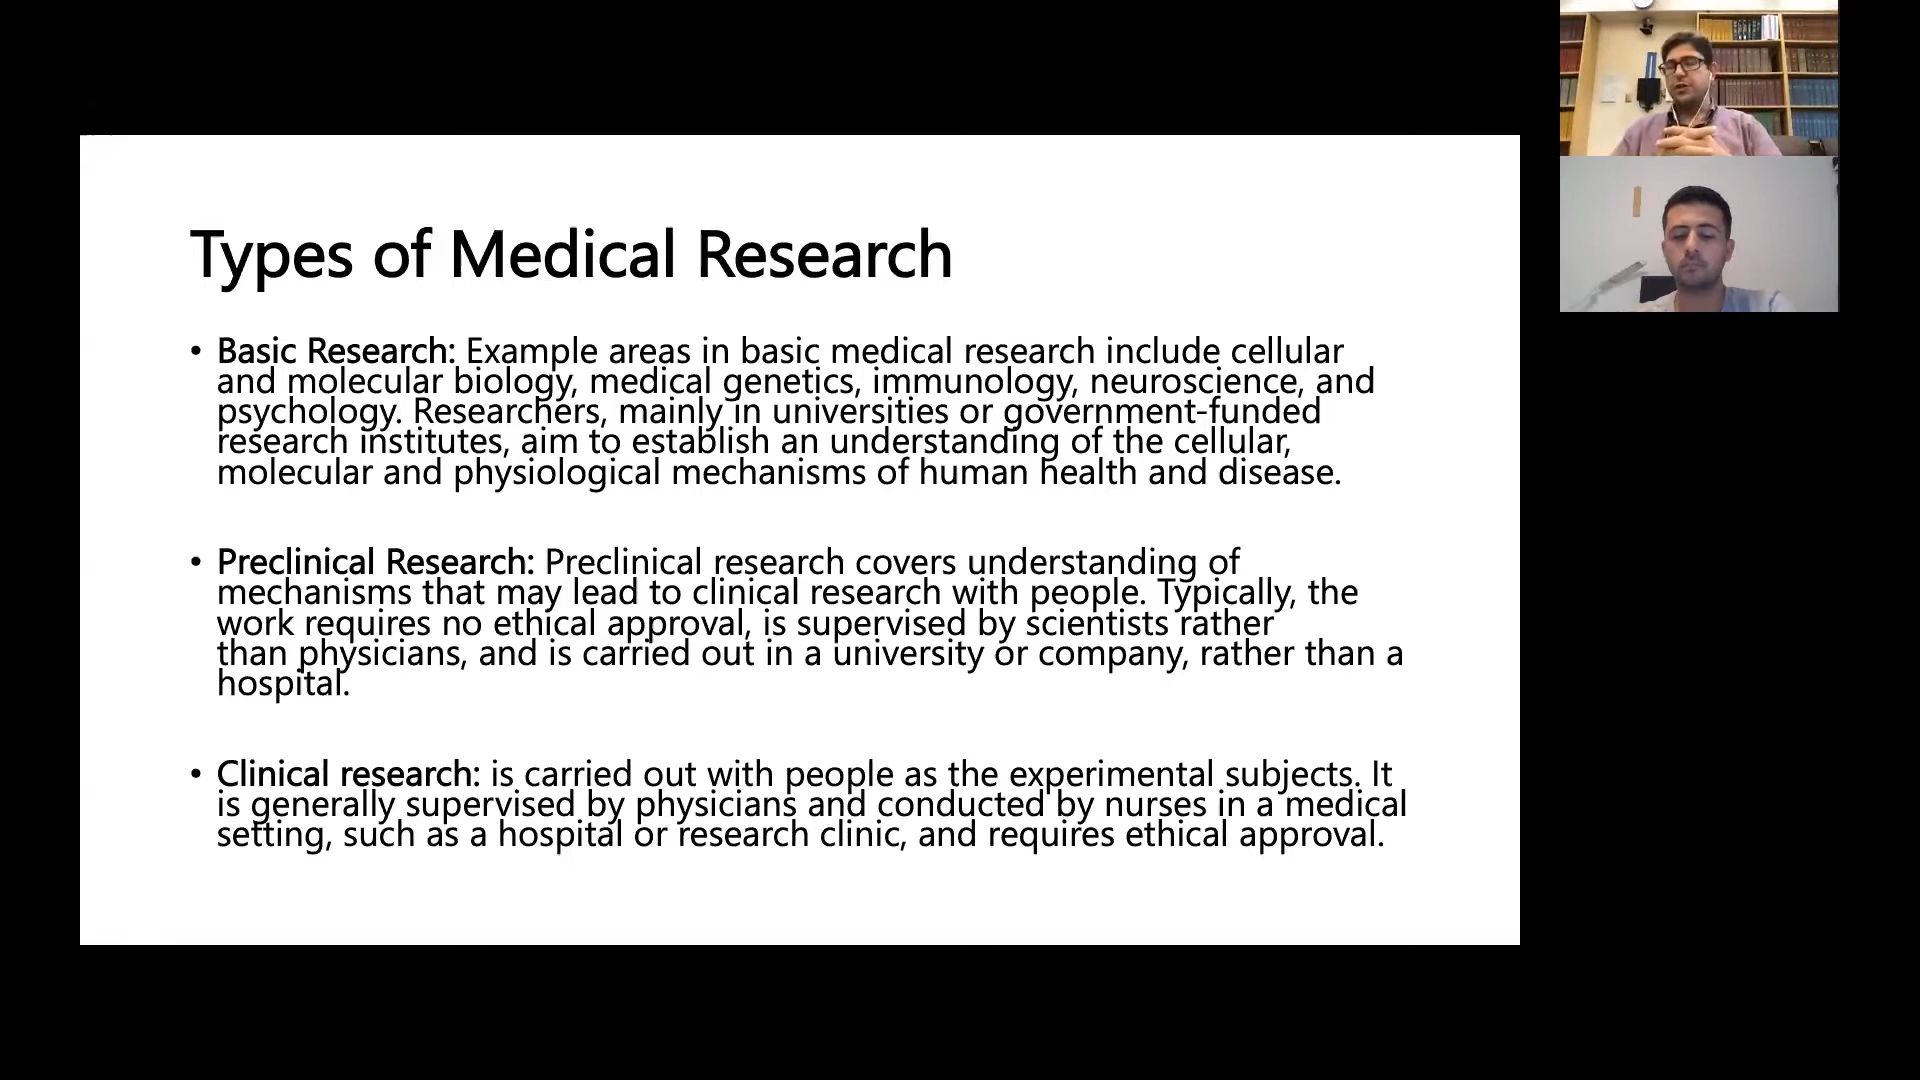 Types of Medical Research
• Basic Research: Example areas in basic medical research include cellular
and molecular biology, medical genetics, immunology, neuroscience, and
psychology. Researchers, mainly in universities or government-funded
research institutes, aim to establish an understanding of the cellular,
molecular and physiological mechanisms of human health and disease.
• Preclinical Research: Preclinical research covers understanding of
mechanisms that may lead to clinical research with people. Typically, the
work requires no ethical approval, is supervised by scientists rather
than physicians, and is carried out in a university or company, rather than a
hospital.
• Clinical research: is carried out with people as the experimental subjects. It
is generally supervised by physicians and conducted by nurses in a medical
setting, such as a hospital or research clinic, and requires ethical approval.